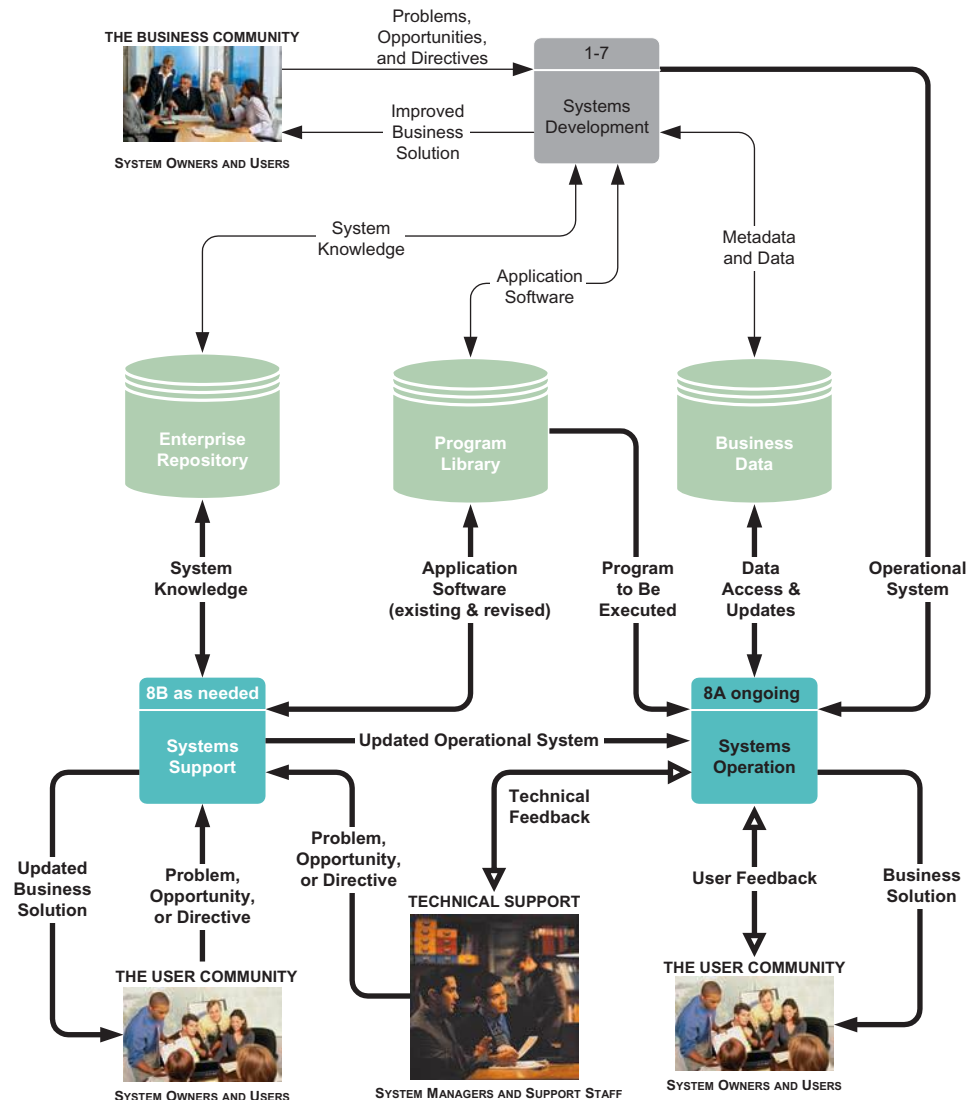 THE BUSINESS COMMUNITY
SYSTEM OWNERS AND USERS
Problems,
Opportunities,
and Directives
Improved
Business
Solution
1-7
Systems
Development
System
Knowledge
Application
Software
Metadata
and Data
Enterprise
Repository
Program
Library
Business
Data
System
Knowledge
Application
Software
(existing & revised)
Program
to Be
Executed
Data
Access &
Updates
Operational
System
8B as needed
Systems
Support
Updated Operational System
8A ongoing
Systems
Operation
Technical
Feedback
Updated
Business
Solution
Problem,
Opportunity,
or Directive
Problem,
Opportunity,
or Directive
User Feedback
Business
Solution
THE USER COMMUNITY
SYSTEM OWNERS AND USERS
TECHNICAL SUPPORT
SYSTEM MANAGERS AND SUPPORT STAFF
THE USER COMMUNITY
SYSTEM OWNERS AND USERS